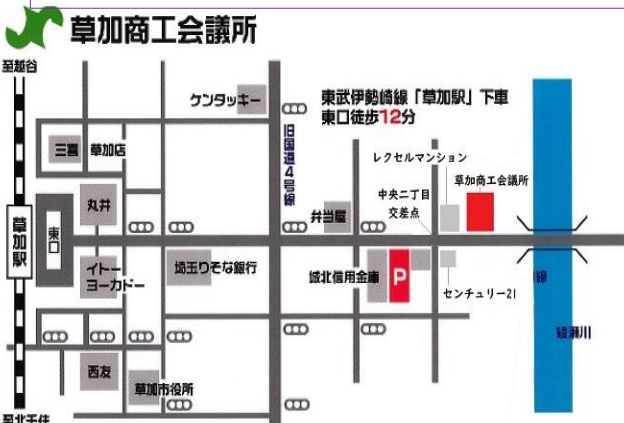 草加商工会議所
至越谷
ケンタッキー
東武伊勢崎線「草加駅」下車
東口徒歩12分
旧国道4号線
三喜 草加店
レクセルマンション
草加商工会議所
丸井
中央二丁目
交差点
弁当屋
草加駅
東口
イトー
ヨーカドー
埼玉りそな銀行
城北信用金庫
P
センチュリー21
線
綾瀬川
西友
草加市役所
至北千住